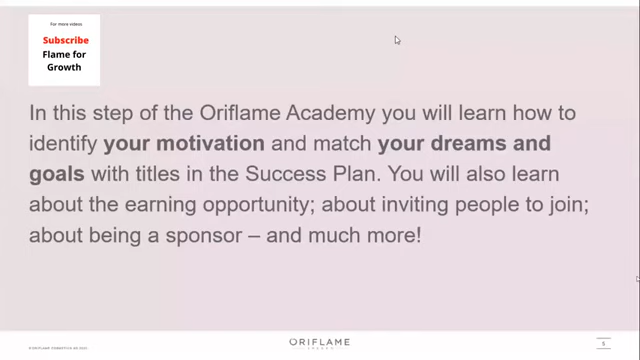 For more videos
Subscribe
Flame for
Growth
In this step of the Oriflame Academy you will learn how to
identify your motivation and match your dreams and
goals with titles in the Success Plan. You will also learn
about the earning opportunity; about inviting people to join;
about being a sponsor – and much more!
ORIFLAME